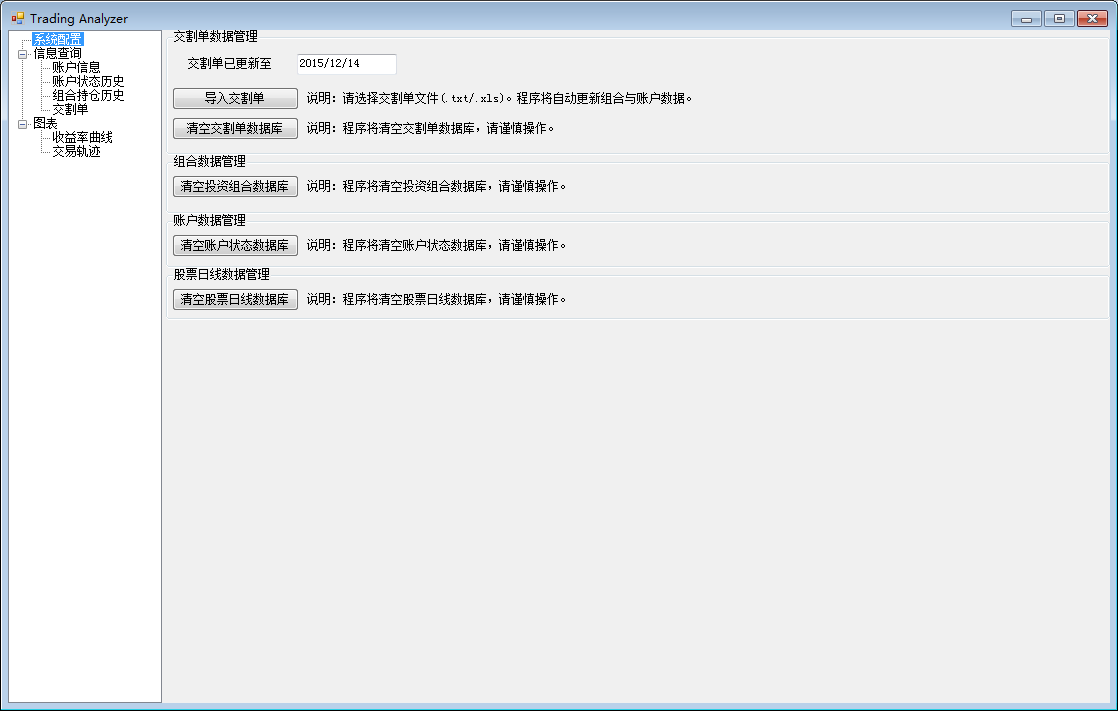 Trading Analyzer
系统配置
信息查询
账户信息
账户状态历史
组合持仓历史
交割单
图表
收益率曲线
交易轨迹
交割单数据管理
交割单已更新至 2015/12/14
导入交割单 说明：请选择交割单文件(.txt/.xls)。程序将自动更新组合与账户数据。
清空交割单数据库 说明：程序将清空交割单数据库，请谨慎操作。
组合数据管理
清空投资组合数据库 说明：程序将清空投资组合数据库，请谨慎操作。
账户数据管理
清空账户状态数据库 说明：程序将清空账户状态数据库，请谨慎操作。
股票日线数据管理
清空股票日线数据库 说明：程序将清空股票日线数据库，请谨慎操作。